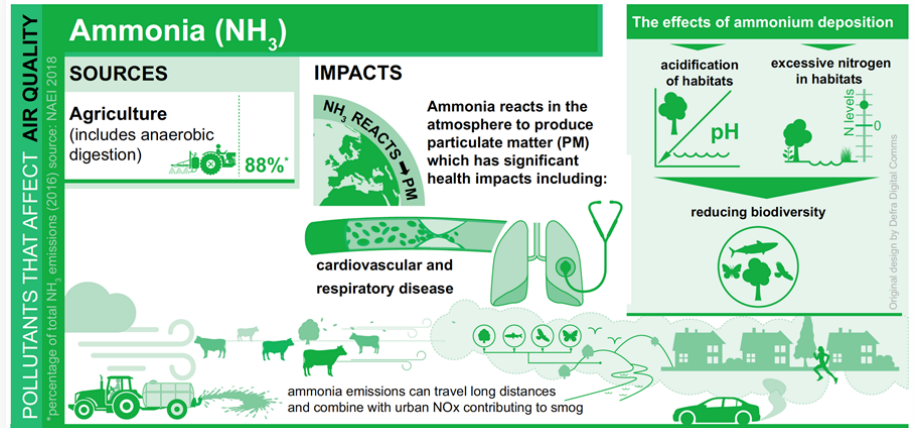 POLLUTANTS THAT AFFECT AIR QUALITY
*percentage of total NH₃ emissions (2016) source: NAEI 2018
Ammonia (NH₃)
SOURCES
Agriculture
(includes anaerobic
digestion)
88%*
IMPACTS
NH₃ REACTS → PM
Ammonia reacts in the
atmosphere to produce
particulate matter (PM)
which has significant
health impacts including:
cardiovascular and
respiratory disease
ammonia emissions can travel long distances
and combine with urban NOx contributing to smog
The effects of ammonium deposition
acidification
of habitats
pH
excessive nitrogen
in habitats
N levels
0
reducing biodiversity
Original design by Defra Digital Comms